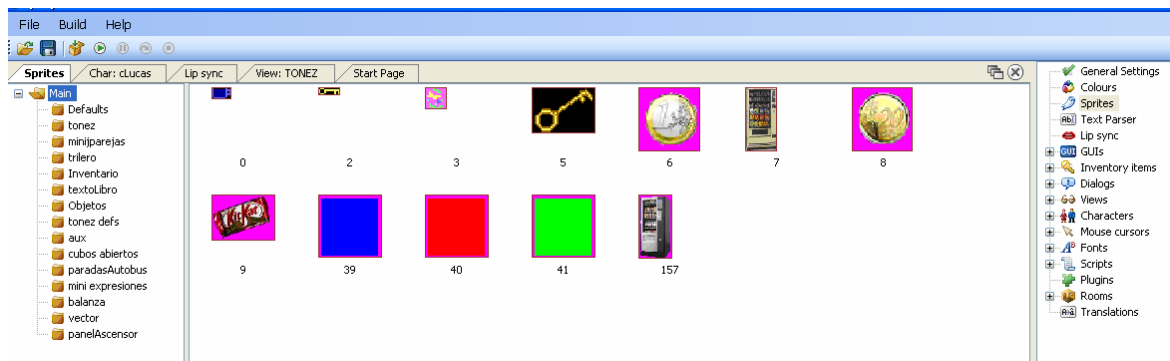 File Build Help
Sprites Char: cLucas Lip sync View: TONEZ Start Page
Main
Defaults
tonez
minijparejas
trilero
Inventario
textoLibro
Objetos
tonez defs
aux
cubos abiertos
paradasAutobus
mini expresiones
balanza
vector
panelAscensor
0 2 3 5 6 7 8
KitKat
9 39 40 41 157
General Settings
Colours
Sprites
Text Parser
Lip sync
GUI GUIs
Inventory items
Dialogs
Views
Characters
Mouse cursors
Fonts
Scripts
Plugins
Rooms
Translations